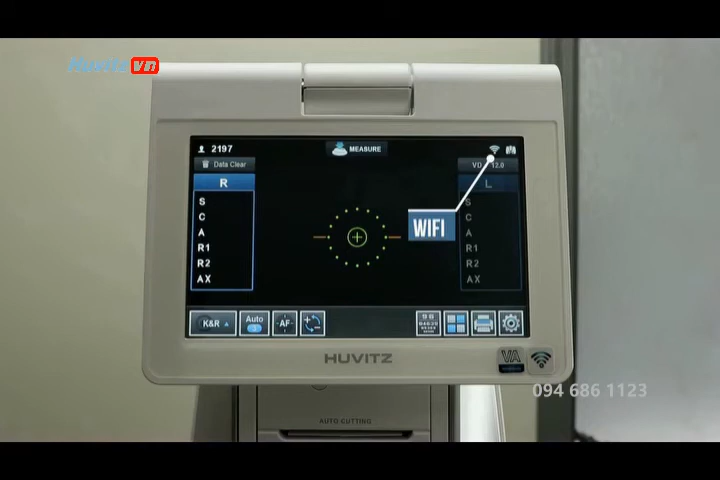 vn
2197
MEASURE
Data Clear
VD 12.0
R
L
S
C
A
R1
R2
AX
S
C
A
R1
R2
AX
WIFI
K&R
Auto
AF
HUVITZ
VA
094 686 1123
AUTO CUTTING